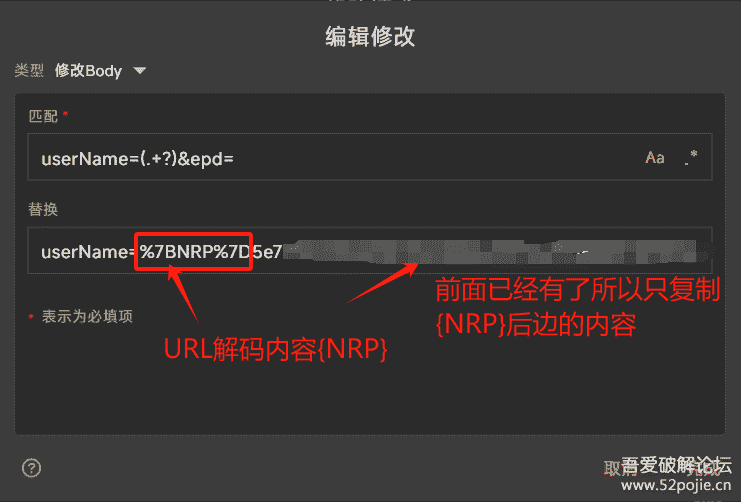 编辑修改
类型 修改Body
匹配 *
userName=(.+?)&epd= Aa .*
替换
userName=%7BNRP%7D5e7
前面已经有了所以只复制
{NRP}后边的内容
* 表示为必填项
URL解码内容{NRP}
?
取消
吾爱破解论坛
www.52pojie.cn